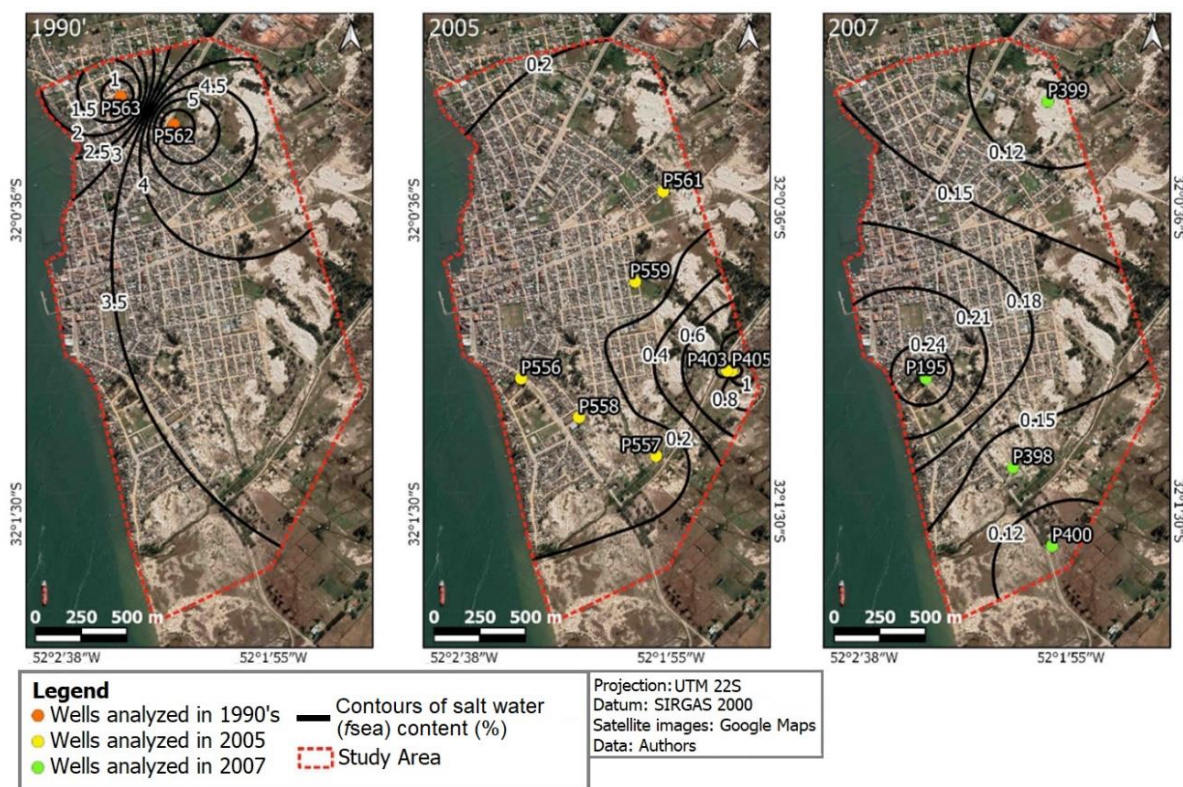 1990'
1
4.5
P563
5
1.5
P562
2
2.5
3
4
3.5
0 250 500 m
52°2'38"W 52°1'55"W
32°0'36"S
32°1'30"S
2005
0.2
P561
P559
0.6
0.4
P403
P405
1
0.8
P556
P558
0.2
P557
0 250 500 m
52°2'38"W 52°1'55"W
32°0'36"S
32°1'30"S
2007
P399
0.12
0.15
0.18
0.21
0.24
P195
0.15
P398
0.12
P400
0 250 500 m
52°2'38"W 52°1'55"W
32°0'36"S
32°1'30"S
Legend
Wells analyzed in 1990's
Wells analyzed in 2005
Wells analyzed in 2007
Contours of salt water
(fsea) content (%)
Study Area
Projection: UTM 22S
Datum: SIRGAS 2000
Satellite images: Google Maps
Data: Authors